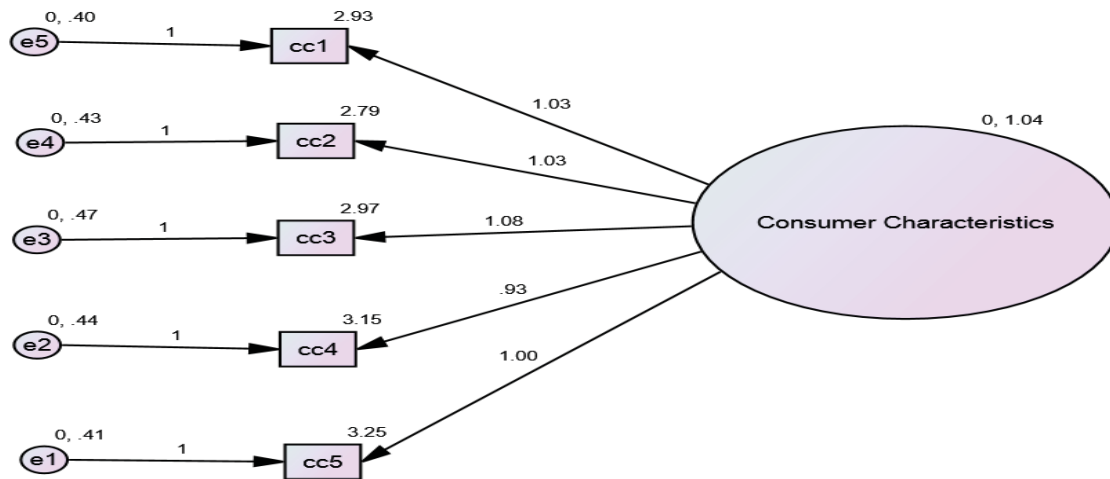 0, .40
e5
1
2.93
cc1
1.03
0, .43
e4
1
2.79
cc2
1.03
0, 1.04
0, .47
e3
1
2.97
cc3
1.08
Consumer Characteristics
0, .44
e2
1
3.15
cc4
.93
0, .41
e1
1
3.25
cc5
1.00